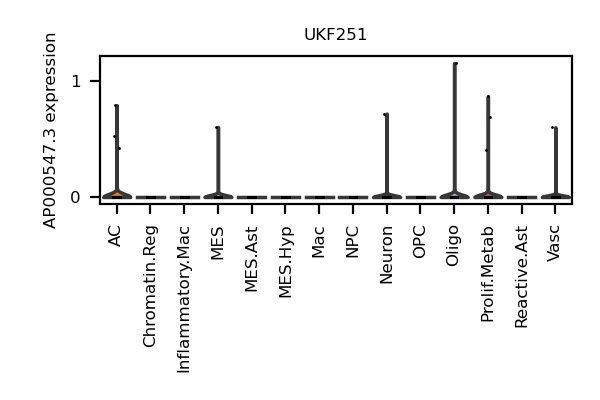 UKF251
AP000547.3 expression
1
0
AC
Chromatin.Reg
Inflammatory.Mac
MES
MES.Ast
MES.Hyp
Mac
NPC
Neuron
OPC
Oligo
Prolif.Metab
Reactive.Ast
Vasc